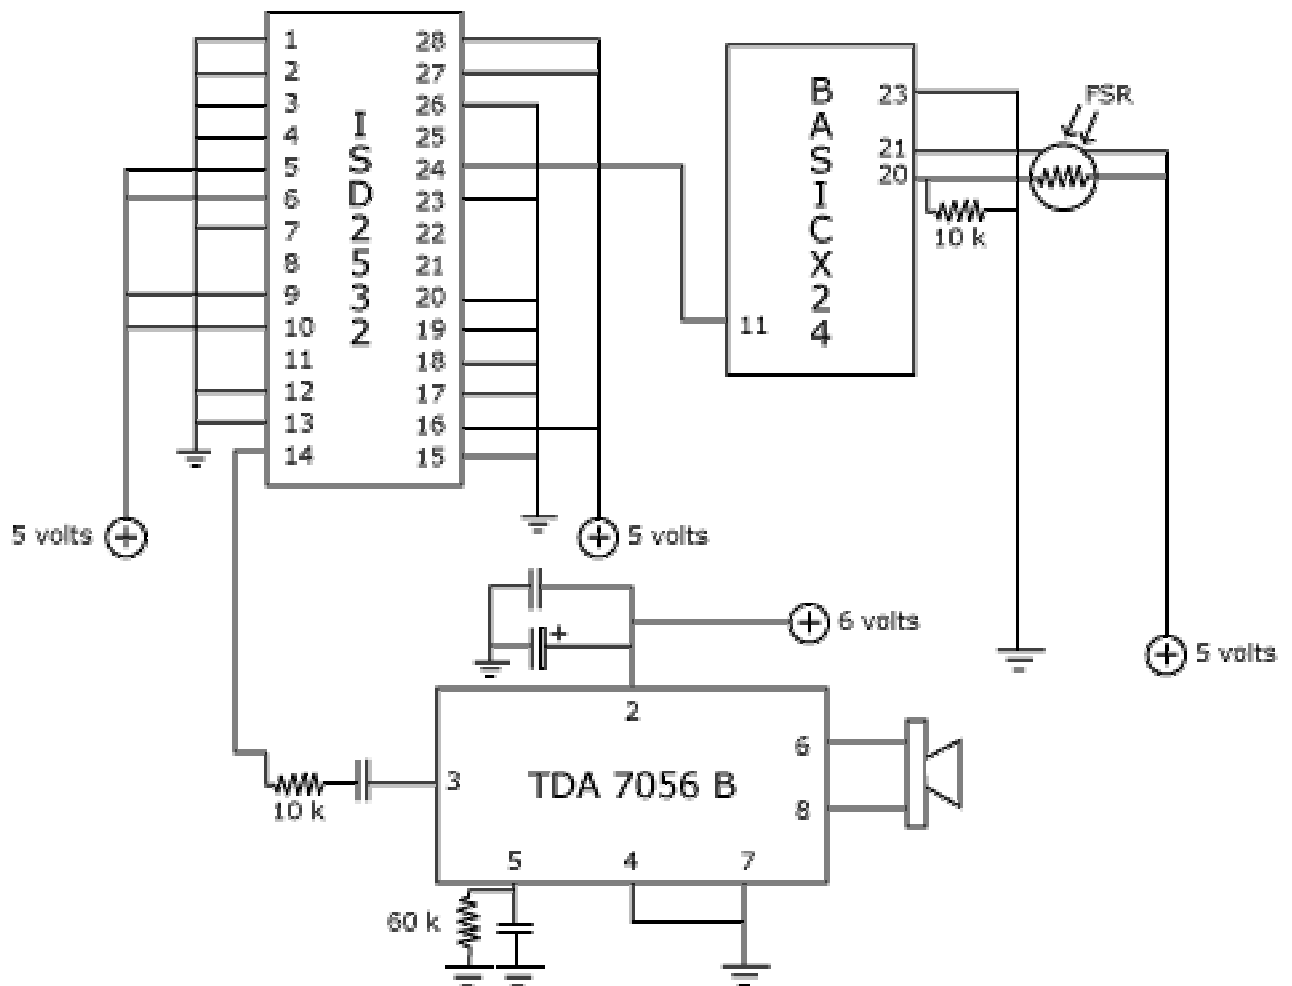 1 28
2 27
3 26
4 25
5 24
6 23
7 22
8 21
9 20
10 19
11 18
12 17
13 16
14 15
ISD2532
BASICX24
23
21
20
11
FSR
10 k
5 volts
+
+ 5 volts
+
+ 6 volts
+ 5 volts
2
3
TDA 7056 B
6
8
5 4 7
10 k
60 k